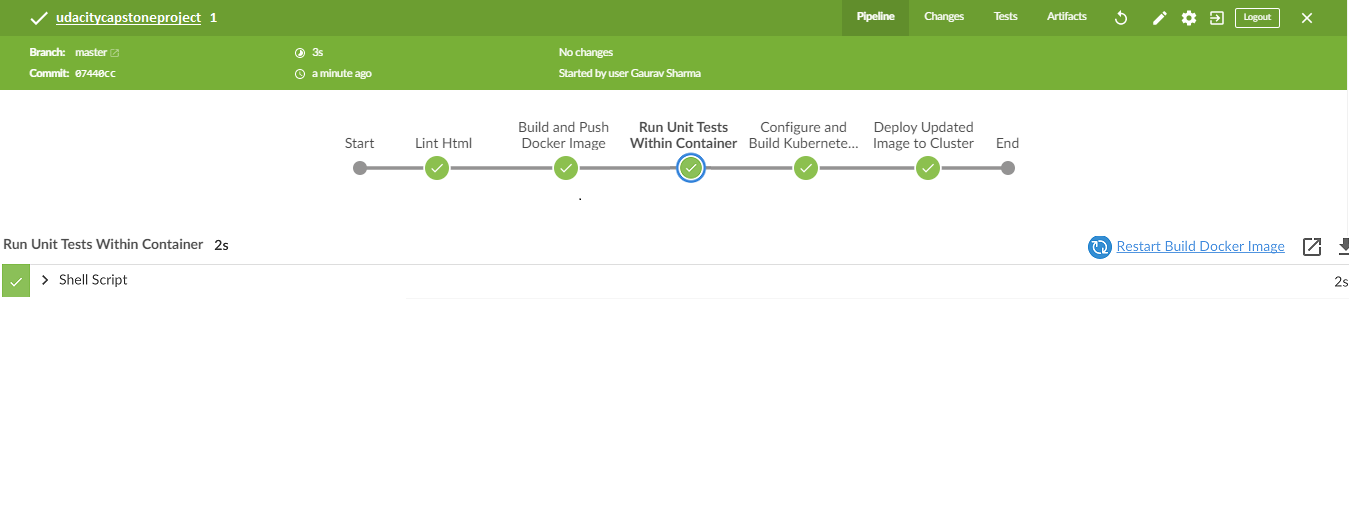 udacitycapstoneproject 1
Pipeline Changes Tests Artifacts Logout
Branch: master 3s No changes
Commit: 07440cc a minute ago Started by user Gaurav Sharma
Start
Lint Html
Build and Push
Docker Image
Run Unit Tests
Within Container
Configure and
Build Kubernete...
Deploy Updated
Image to Cluster
End
.
Run Unit Tests Within Container 2s
Restart Build Docker Image
Shell Script 2s